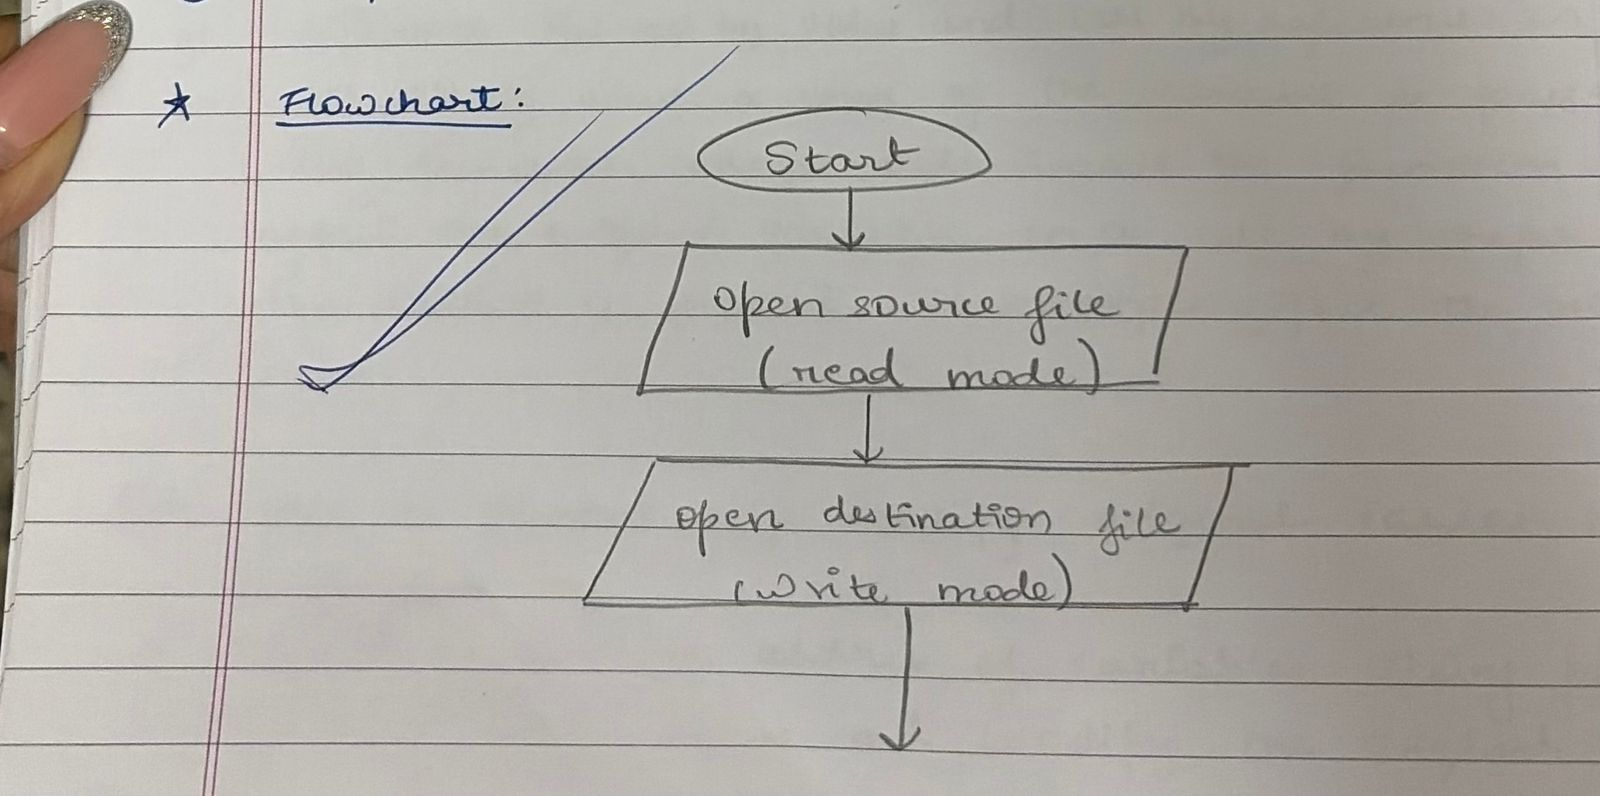 ★ Flowchart:
Start
open source file
(read mode)
open destination file
(write mode)